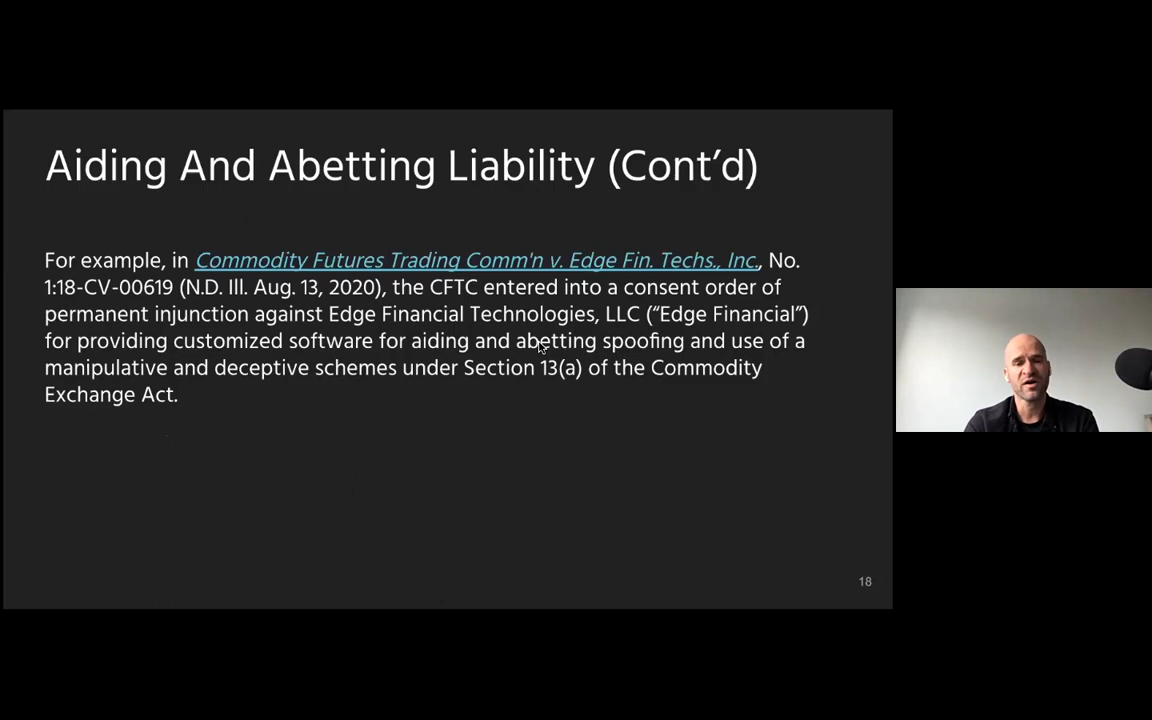 Aiding And Abetting Liability (Cont’d)
For example, in Commodity Futures Trading Comm'n v. Edge Fin. Techs., Inc., No.
1:18-CV-00619 (N.D. Ill. Aug. 13, 2020), the CFTC entered into a consent order of
permanent injunction against Edge Financial Technologies, LLC (“Edge Financial”)
for providing customized software for aiding and abetting spoofing and use of a
manipulative and deceptive schemes under Section 13(a) of the Commodity
Exchange Act.
18